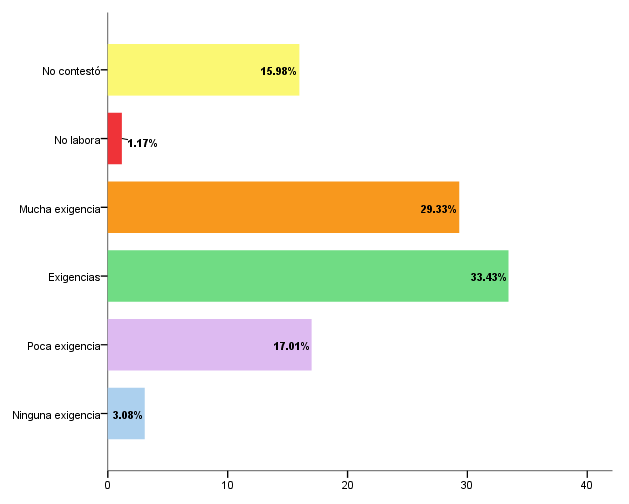 No contestó 15.98%
No labora 1.17%
Mucha exigencia 29.33%
Exigencias 33.43%
Poca exigencia 17.01%
Ninguna exigencia 3.08%
0 10 20 30 40